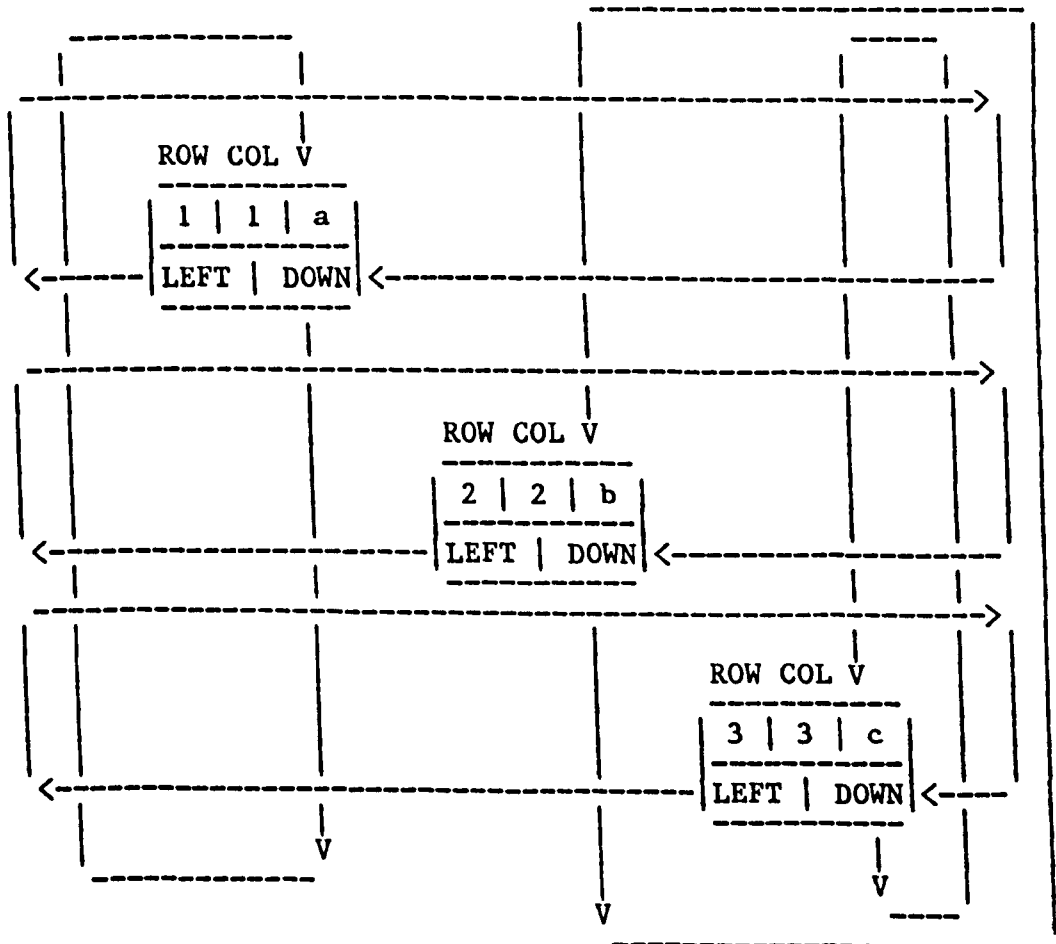 ROW COL V
1 | 1 | a
LEFT | DOWN
ROW COL V
2 | 2 | b
LEFT | DOWN
ROW COL V
3 | 3 | c
LEFT | DOWN
V
V
V